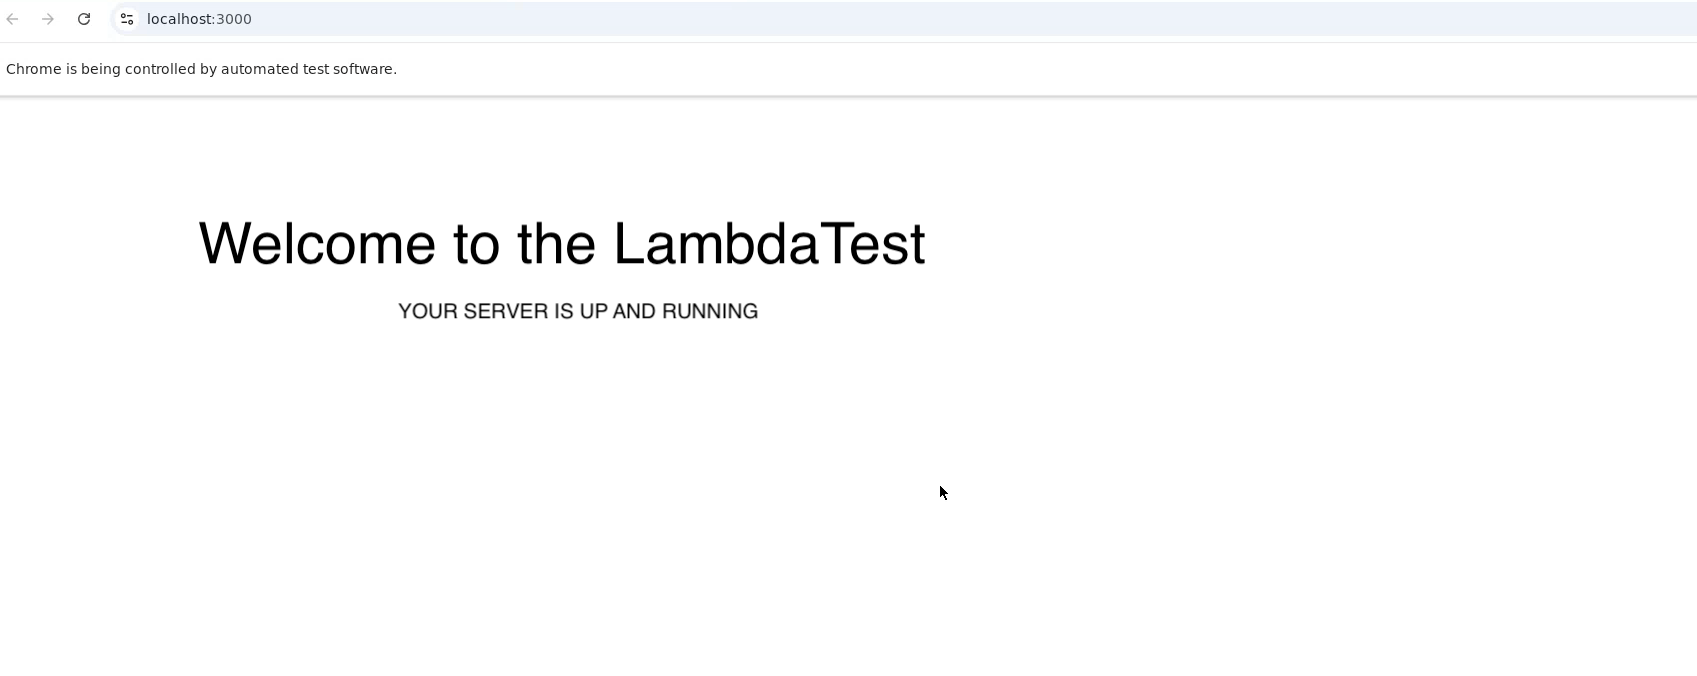 localhost:3000
Chrome is being controlled by automated test software.
Welcome to the LambdaTest
YOUR SERVER IS UP AND RUNNING